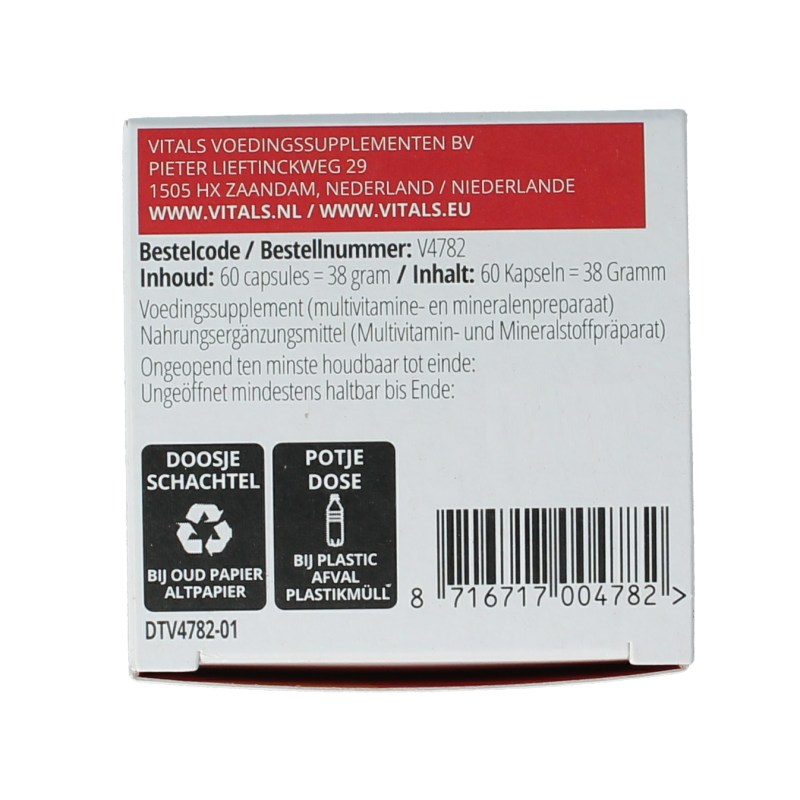 VITALS VOEDINGSSUPPLEMENTEN BV
PIETER LIEFTINCKWEG 29
1505 HX ZAANDAM, NEDERLAND / NIEDERLANDE
WWW.VITALS.NL / WWW.VITALS.EU
Bestelcode / Bestellnummer: V4782
Inhoud: 60 capsules = 38 gram / Inhalt: 60 Kapseln = 38 Gramm
Voedingssupplement (multivitamine- en mineralenpreparaat)
Nahrungsergänzungsmittel (Multivitamin- und Mineralstoffpräparat)
Ongeopend ten minste houdbaar tot einde:
Ungeöffnet mindestens haltbar bis Ende:
DOOSJE
SCHACHTEL
BIJ OUD PAPIER
ALTPAPIER
POTJE
DOSE
BIJ PLASTIC
AFVAL
PLASTIKMÜLL
8 716717 004782 >
DTV4782-01